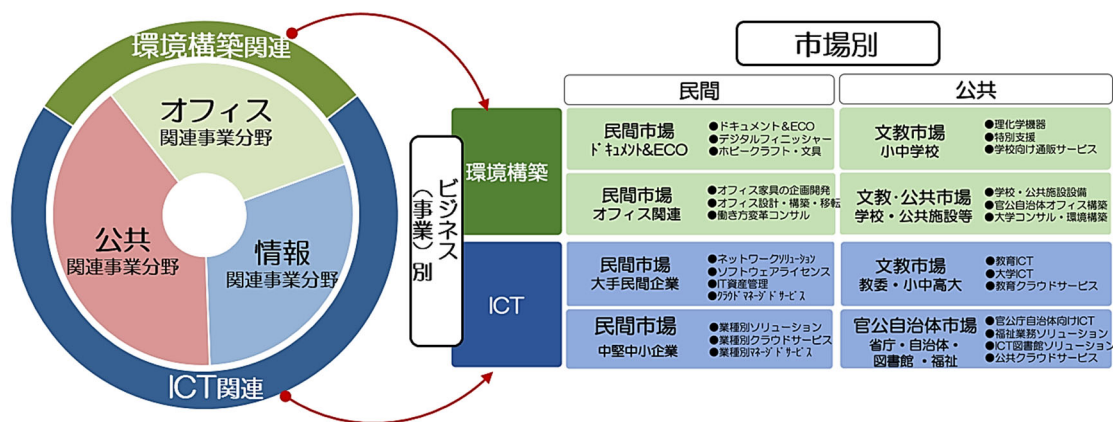 環境構築関連
オフィス
関連事業分野
公共
関連事業分野
情報
関連事業分野
ICT関連
市場別
民間
公共
ビジネス
（事業）別
環境構築
民間市場
ﾄﾞｷｭﾒﾝﾄ&ECO
●ドキュメント&ECO
●デジタルフィニッシャー
●ホビークラフト・文具
文教市場
小中学校
●理化学機器
●特別支援
●学校向け通販サービス
民間市場
オフィス関連
●オフィス家具の企画開発
●オフィス設計・構築・移転
●働き方変革コンサル
文教・公共市場
学校・公共施設等
●学校・公共施設設備
●官公自治体オフィス構築
●大学コンサル・環境構築
ICT
民間市場
大手民間企業
●ネットワークｿﾘｭｰｼｮﾝ
●ソフトウェアライセンス
●IT資産管理
●ｸﾗｳﾄﾞﾏﾈｰｼﾞﾄﾞｻｰﾋﾞｽ
文教市場
教委・小中高大
●教育ICT
●大学ICT
●教育クラウドサービス
民間市場
中堅中小企業
●業種別ソリューション
●業種別クラウドサービス
●業種別ﾏﾈｰｼﾞﾄﾞｻｰﾋﾞｽ
官公自治体市場
省庁・自治体・
図書館 ・福祉
●官公庁自治体向けICT
●福祉業務ソリューション
●ICT図書館ソリューション
●公共クラウドサービス